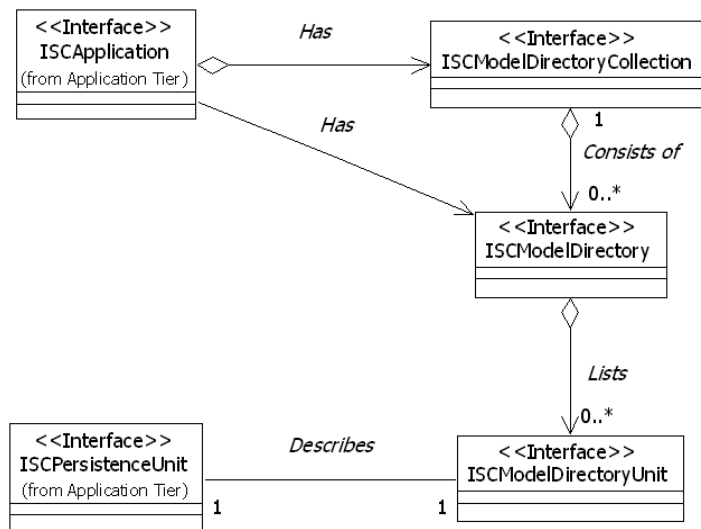 <<Interface>>
ISCApplication
(from Application Tier)
Has
<<Interface>>
ISCModelDirectoryCollection
1
Has
Consists of
0..*
<<Interface>>
ISCModelDirectory
Lists
0..*
<<Interface>>
ISCPersistenceUnit
(from Application Tier)
Describes
1
1
<<Interface>>
ISCModelDirectoryUnit